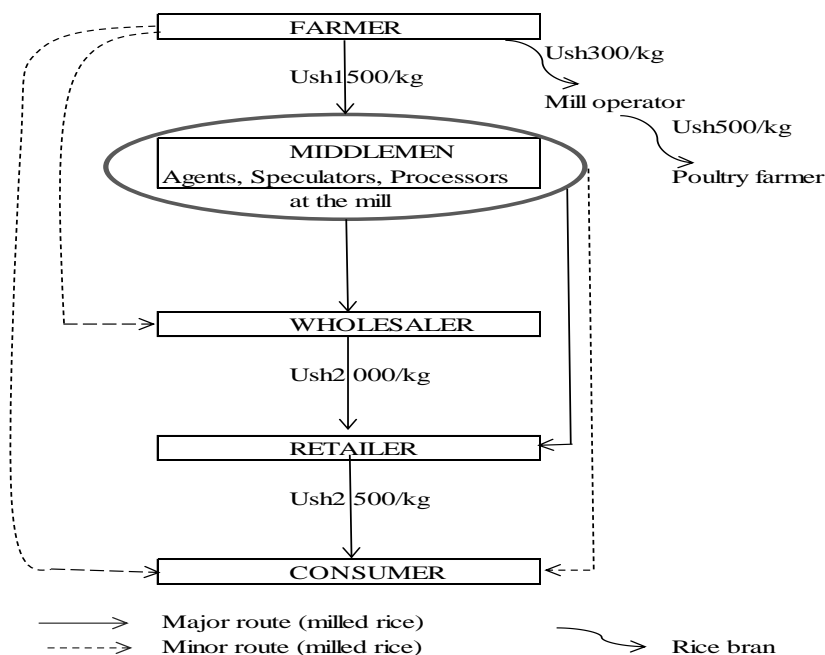 FARMER
Ush300/kg
Ush1500/kg
Mill operator
Ush500/kg
MIDDLEMEN
Agents, Speculators, Processors
at the mill
Poultry farmer
WHOLESALER
Ush2 000/kg
RETAILER
Ush2 500/kg
CONSUMER
Major route (milled rice)
Minor route (milled rice)
Rice bran